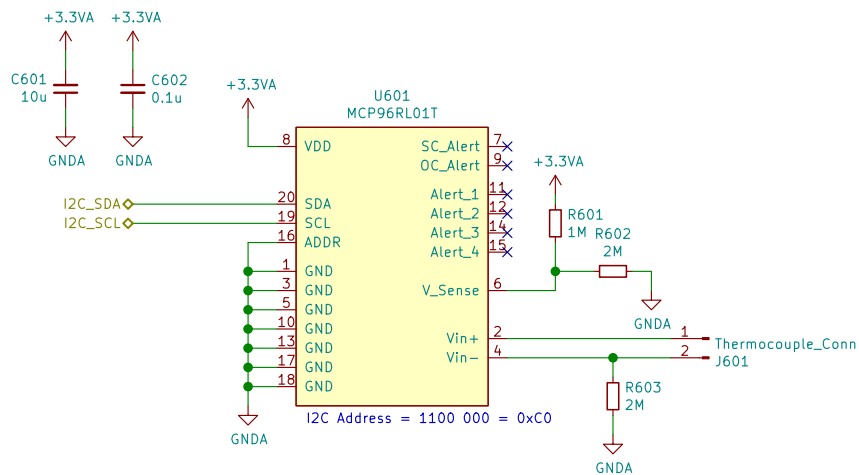 +3.3VA
+3.3VA
C601
10u
C602
0.1u
GNDA
GNDA
+3.3VA
U601
MCP96RL01T
8 VDD
20 SDA
19 SCL
16 ADDR
1 GND
3 GND
5 GND
10 GND
13 GND
17 GND
18 GND
SC_Alert 7
OC_Alert 9
Alert_1 11
Alert_2 12
Alert_3 14
Alert_4 15
V_Sense 6
Vin+ 2
Vin- 4
I2C_SDA
I2C_SCL
GNDA
I2C Address = 1100 000 = 0xC0
+3.3VA
R601
1M
R602
2M
GNDA
1
2
Thermocouple_Conn
J601
R603
2M
GNDA